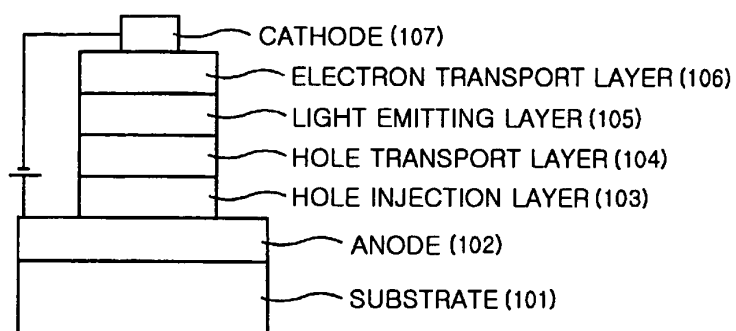 CATHODE (107)
ELECTRON TRANSPORT LAYER (106)
LIGHT EMITTING LAYER (105)
HOLE TRANSPORT LAYER (104)
HOLE INJECTION LAYER (103)
ANODE (102)
SUBSTRATE (101)